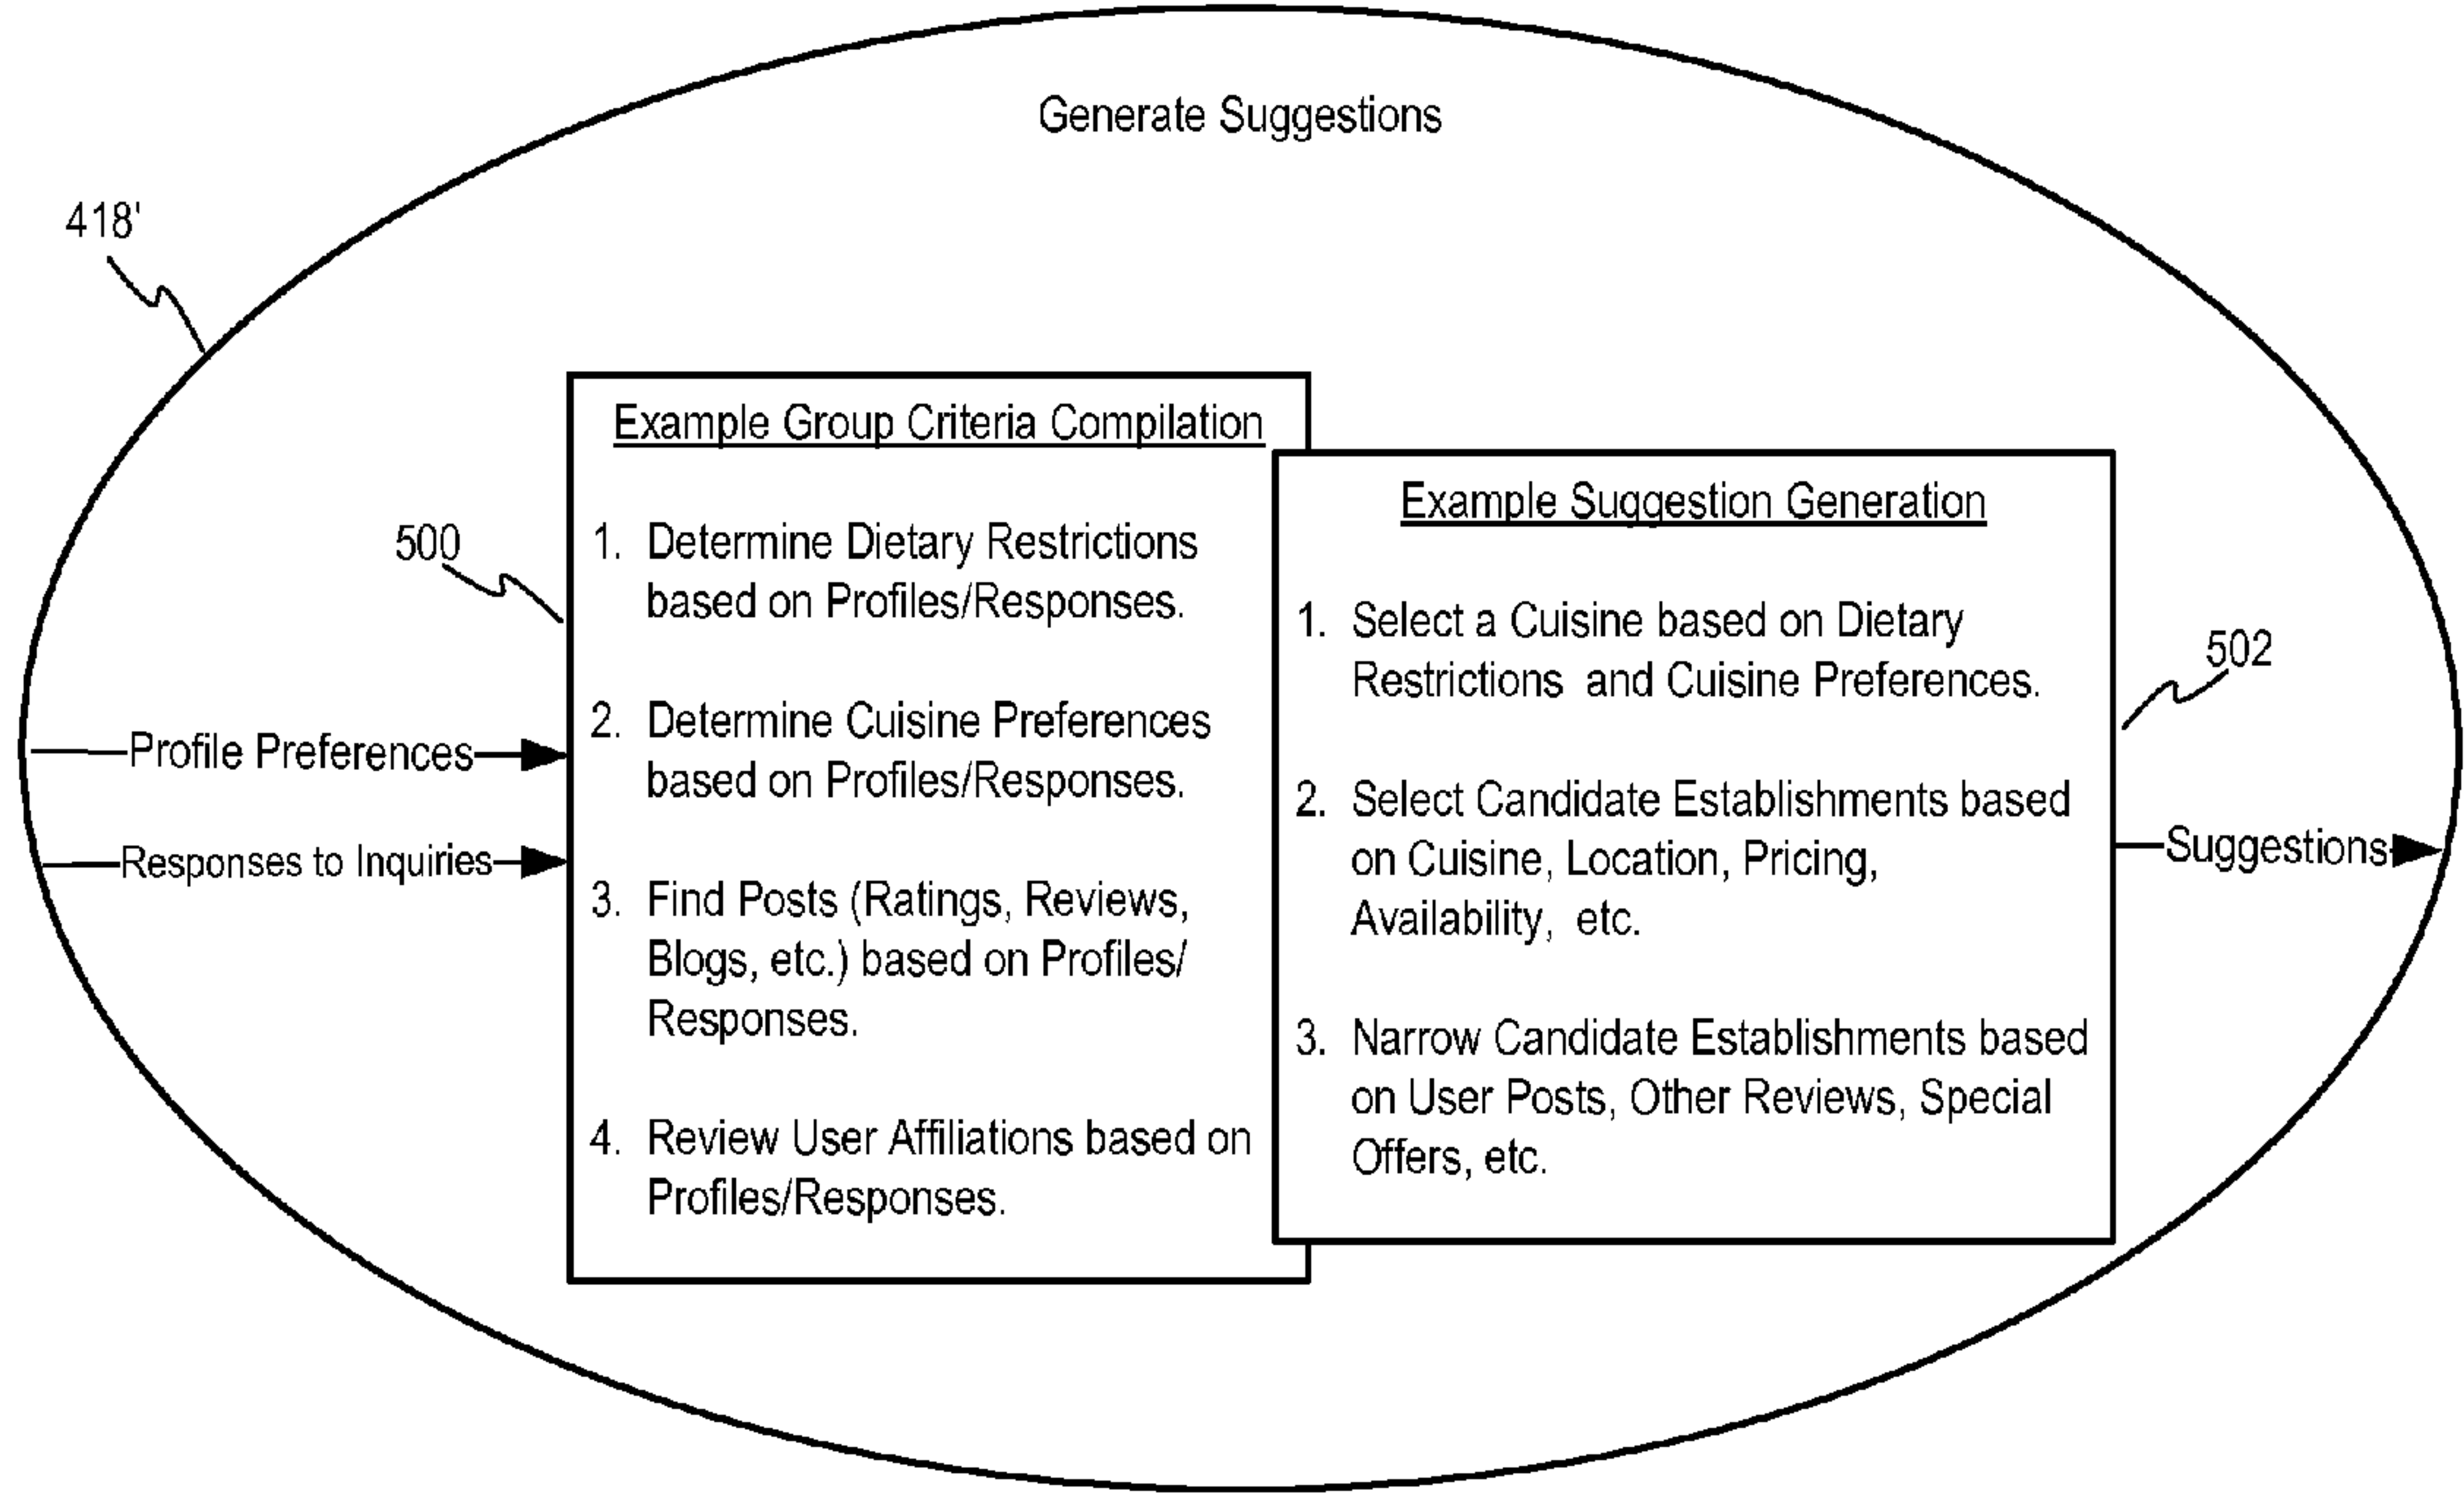 Generate Suggestions
418'
Example Group Criteria Compilation
500
1. Determine Dietary Restrictions
based on Profiles/Responses.
2. Determine Cuisine Preferences
based on Profiles/Responses.
3. Find Posts (Ratings, Reviews,
Blogs, etc.) based on Profiles/
Responses.
4. Review User Affiliations based on
Profiles/Responses.
Profile Preferences
Responses to Inquiries
Example Suggestion Generation
1. Select a Cuisine based on Dietary
Restrictions and Cuisine Preferences.
2. Select Candidate Establishments based
on Cuisine, Location, Pricing,
Availability, etc.
3. Narrow Candidate Establishments based
on User Posts, Other Reviews, Special
Offers, etc.
502
Suggestions